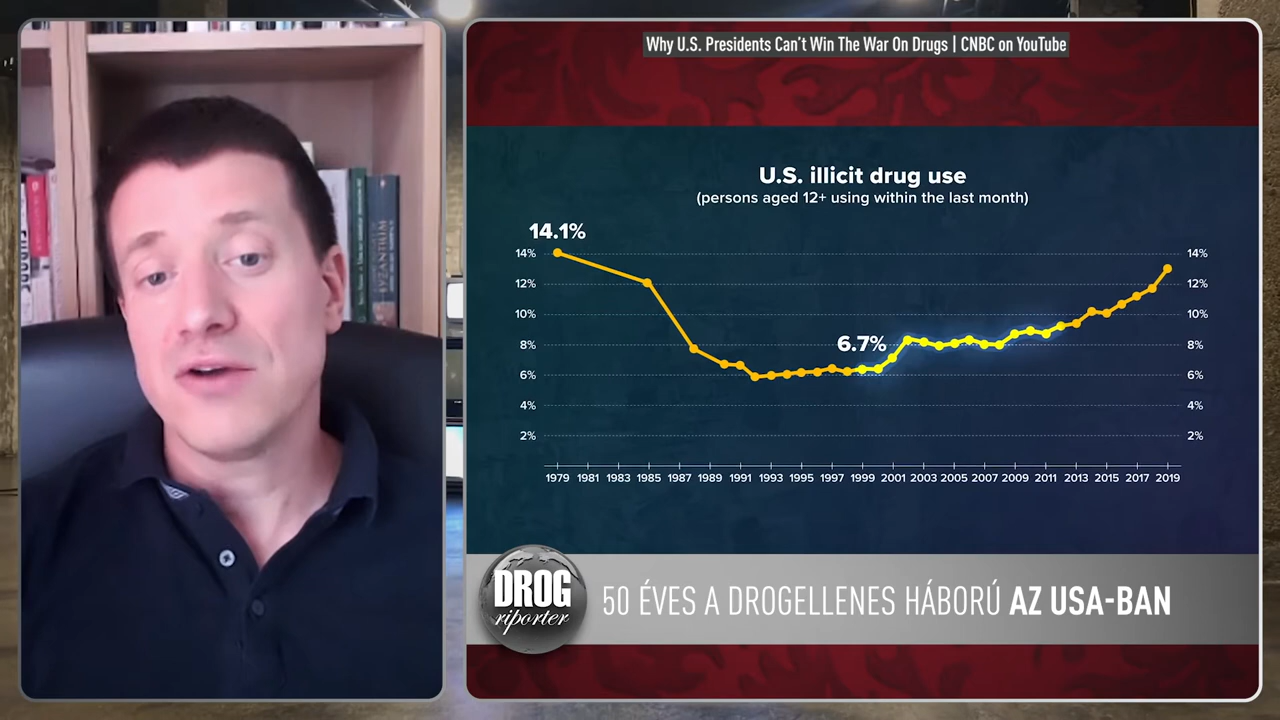 Why U.S. Presidents Can't Win The War On Drugs | CNBC on YouTube
U.S. illicit drug use
(persons aged 12+ using within the last month)
14.1%
14% 14%
12% 12%
10% 10%
6.7%
8% 8%
6% 6%
4% 4%
2% 2%
1979 1981 1983 1985 1987 1989 1991 1993 1995 1997 1999 2001 2003 2005 2007 2009 2011 2013 2015 2017 2019
DROG
riporter
50 ÉVES A DROGELLENES HÁBORÚ AZ USA-BAN
BYZANTIUM